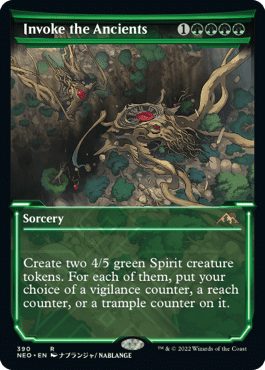 Invoke the Ancients 1
Sorcery
Create two 4/5 green Spirit creature
tokens. For each of them, put your
choice of a vigilance counter, a reach
counter, or a trample counter on it.
390 R
NEO • EN ナブランジャ/ NABLANGE
™ & © 2022 Wizards of the Coast